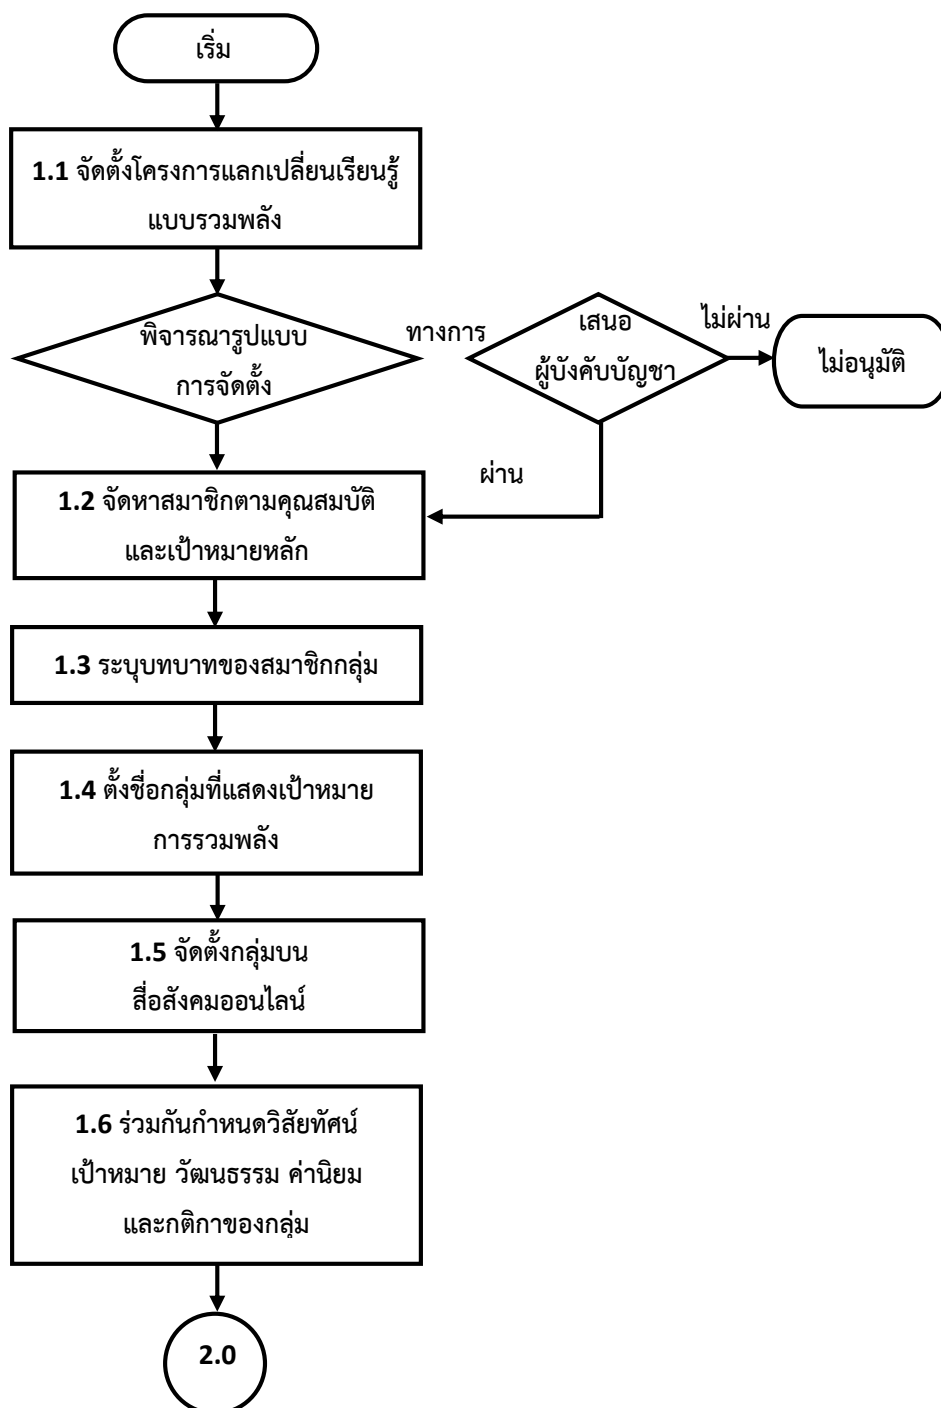 เริ่ม
1.1 จัดตั้งโครงการแลกเปลี่ยนเรียนรู้
แบบรวมพลัง
พิจารณารูปแบบ
การจัดตั้ง
ทางการ
เสนอ
ผู้บังคับบัญชา
ไม่ผ่าน
ไม่อนุมัติ
ผ่าน
1.2 จัดหาสมาชิกตามคุณสมบัติ
และเป้าหมายหลัก
1.3 ระบุบทบาทของสมาชิกกลุ่ม
1.4 ตั้งชื่อกลุ่มที่แสดงเป้าหมาย
การรวมพลัง
1.5 จัดตั้งกลุ่มบน
สื่อสังคมออนไลน์
1.6 ร่วมกันกำหนดวิสัยทัศน์
เป้าหมาย วัฒนธรรม ค่านิยม
และกติกาของกลุ่ม
2.0